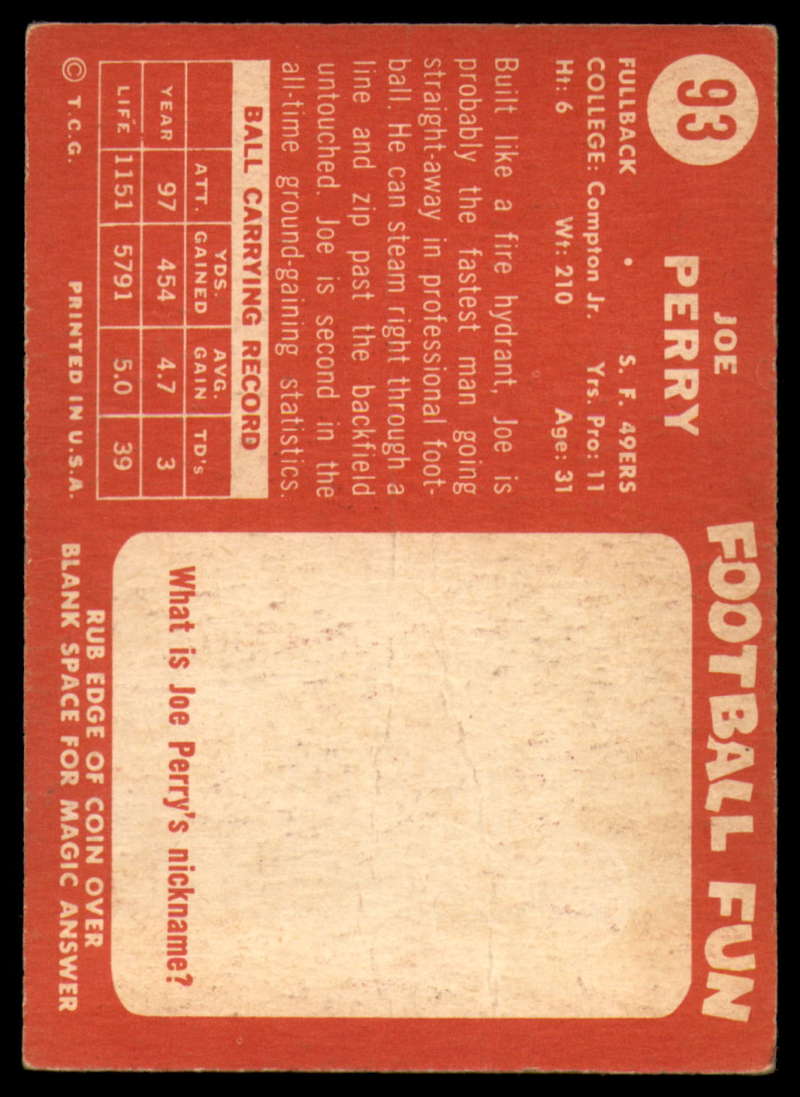 93
JOE
PERRY
FULLBACK • S. F. 49ERS
COLLEGE: Compton Jr. Yrs. Pro: 11
Ht: 6 Wt: 210 Age: 31
Built like a fire hydrant, Joe is
probably the fastest man going
straight-away in professional foot-
ball. He can steam right through a
line and zip past the backfield
untouched. Joe is second in the
all-time ground-gaining statistics.
BALL CARRYING RECORD
ATT. YDS. GAINED AVG. GAIN TD's
YEAR 97 454 4.7 3
LIFE 1151 5791 5.0 39
© T.C.G. PRINTED IN U.S.A.
FOOTBALL FUN
What is Joe Perry's nickname?
RUB EDGE OF COIN OVER
BLANK SPACE FOR MAGIC ANSWER